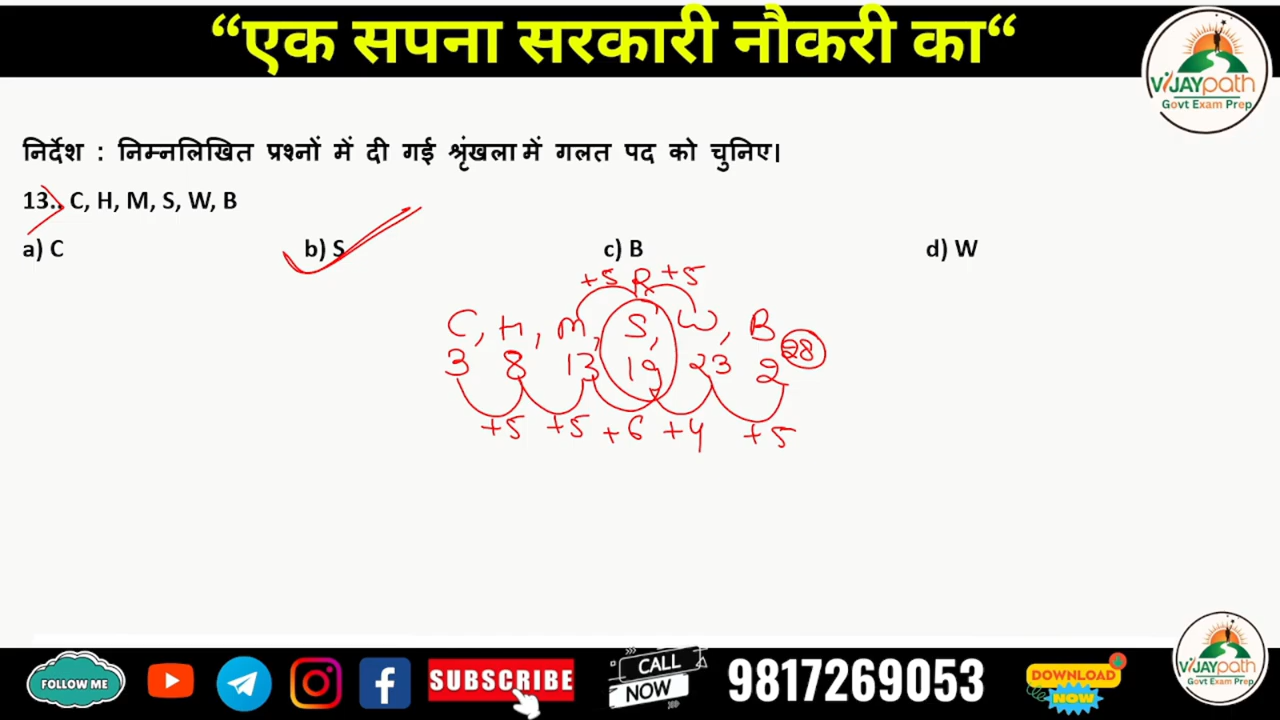 “एक सपना सरकारी नौकरी का“
ViJAYpath
Govt Exam Prep
निर्देश : निम्नलिखित प्रश्नों में दी गई श्रृंखला में गलत पद को चुनिए।
13.. C, H, M, S, W, B
a) C b) S c) B d) W
+5 R +5
C, H, M, S, W, B
3 8 13 19 23 2 28
+5 +5 +6 +4 +5
FOLLOW ME
SUBSCRIBE
CALL NOW
9817269053
DOWNLOAD NOW
ViJAYpath
Govt Exam Prep